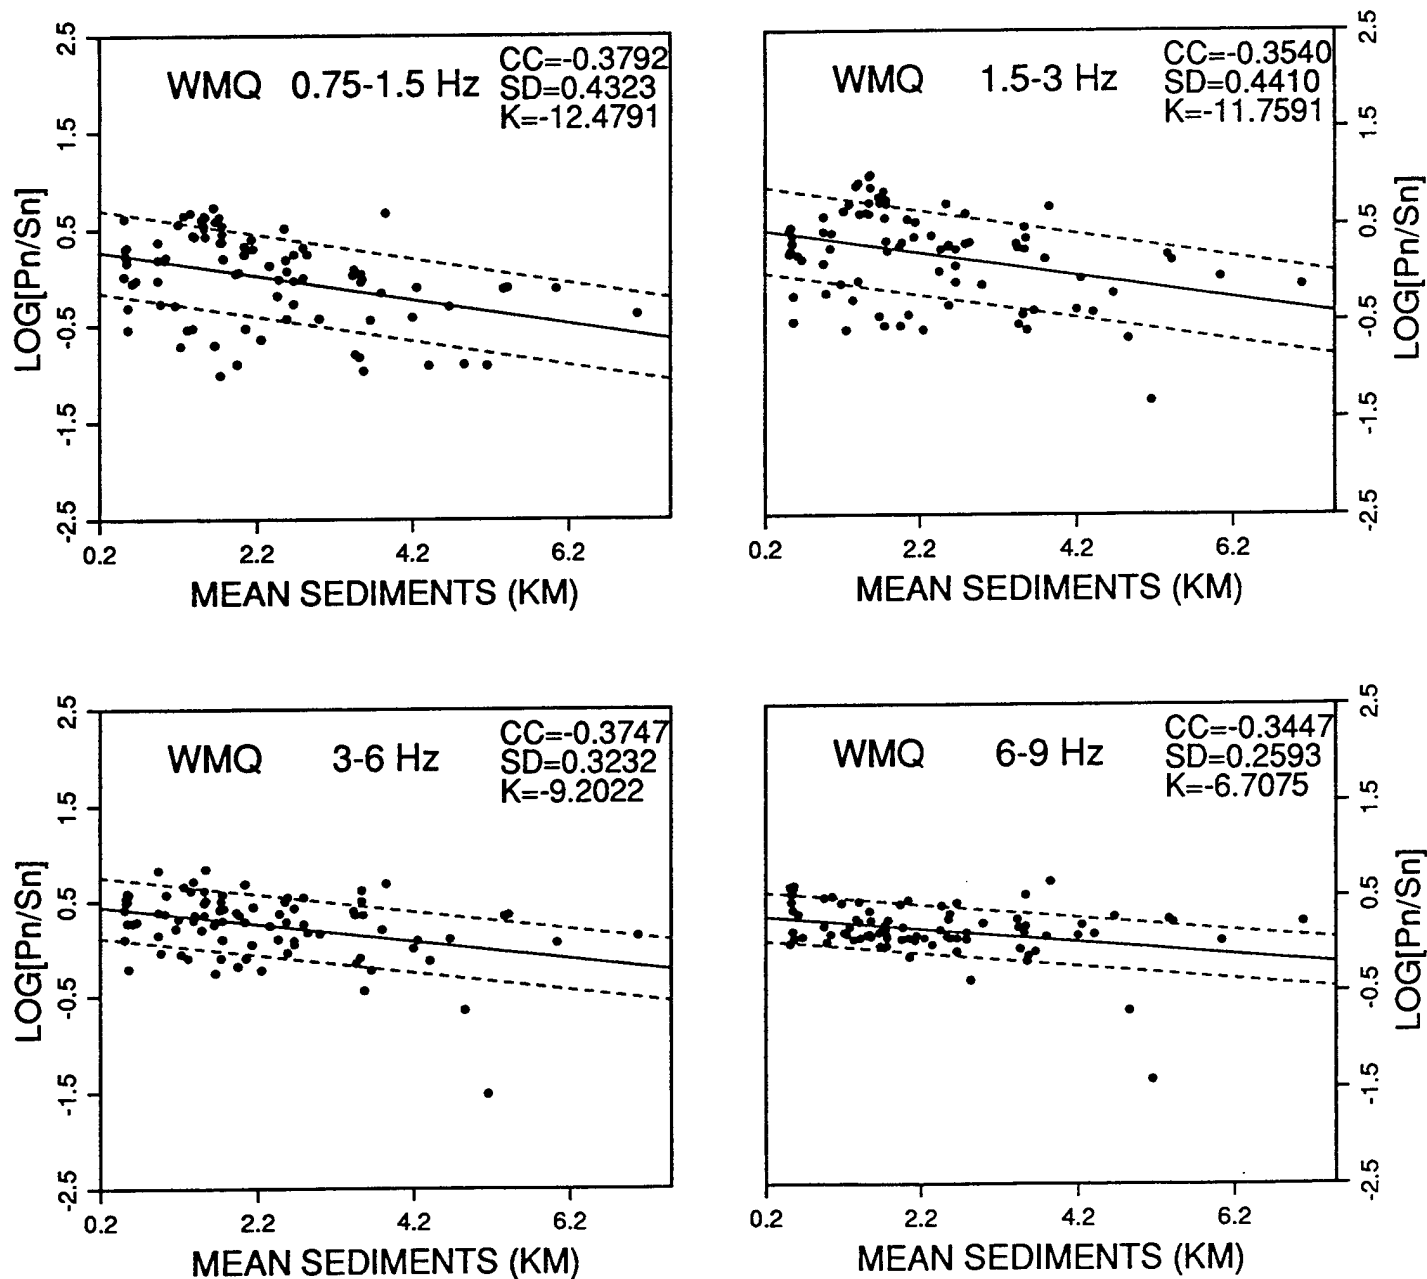 CC=-0.3792
WMQ 0.75-1.5 Hz
SD=0.4323
K=-12.4791
LOG[Pn/Sn]
2.5
1.5
0.5
-0.5
-1.5
-2.5
0.2 2.2 4.2 6.2
MEAN SEDIMENTS (KM)
CC=-0.3540
WMQ 1.5-3 Hz
SD=0.4410
K=-11.7591
LOG[Pn/Sn]
2.5
1.5
0.5
-0.5
-1.5
-2.5
0.2 2.2 4.2 6.2
MEAN SEDIMENTS (KM)
CC=-0.3747
WMQ 3-6 Hz
SD=0.3232
K=-9.2022
LOG[Pn/Sn]
2.5
1.5
0.5
-0.5
-1.5
-2.5
0.2 2.2 4.2 6.2
MEAN SEDIMENTS (KM)
CC=-0.3447
WMQ 6-9 Hz
SD=0.2593
K=-6.7075
LOG[Pn/Sn]
2.5
1.5
0.5
-0.5
-1.5
-2.5
0.2 2.2 4.2 6.2
MEAN SEDIMENTS (KM)